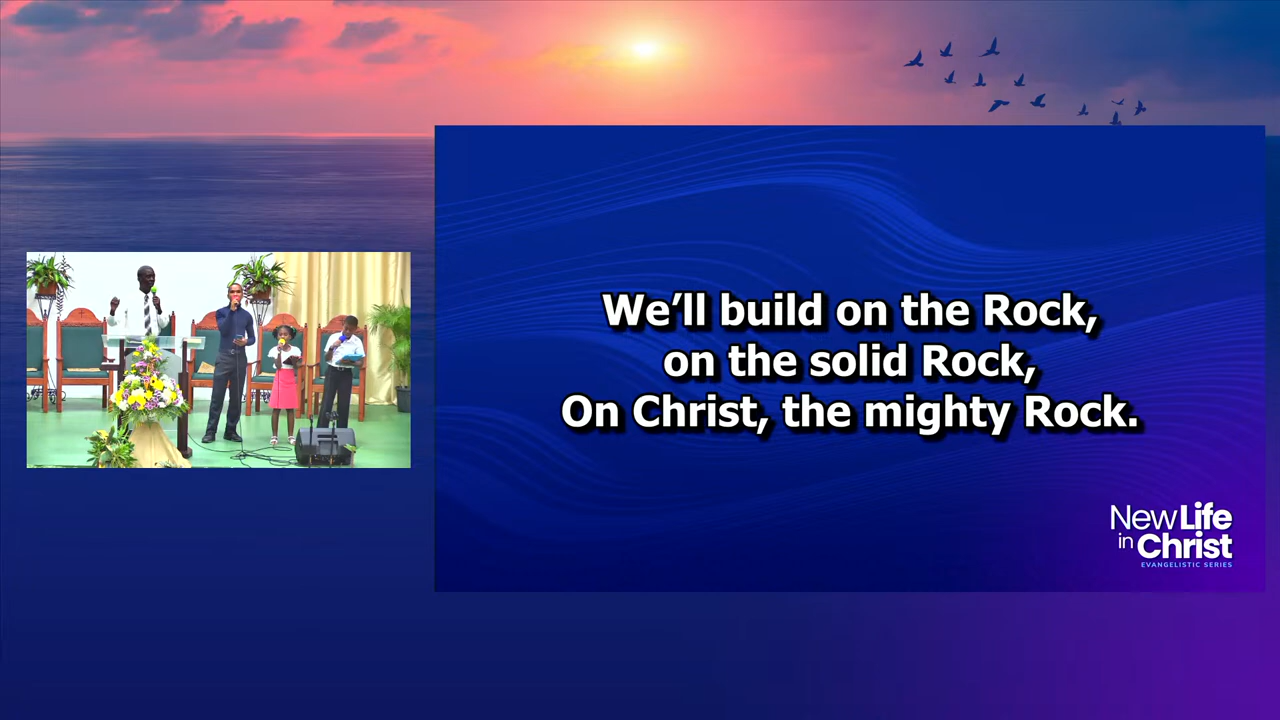 We’ll build on the Rock,
on the solid Rock,
On Christ, the mighty Rock.
New Life
in Christ
EVANGELISTIC SERIES